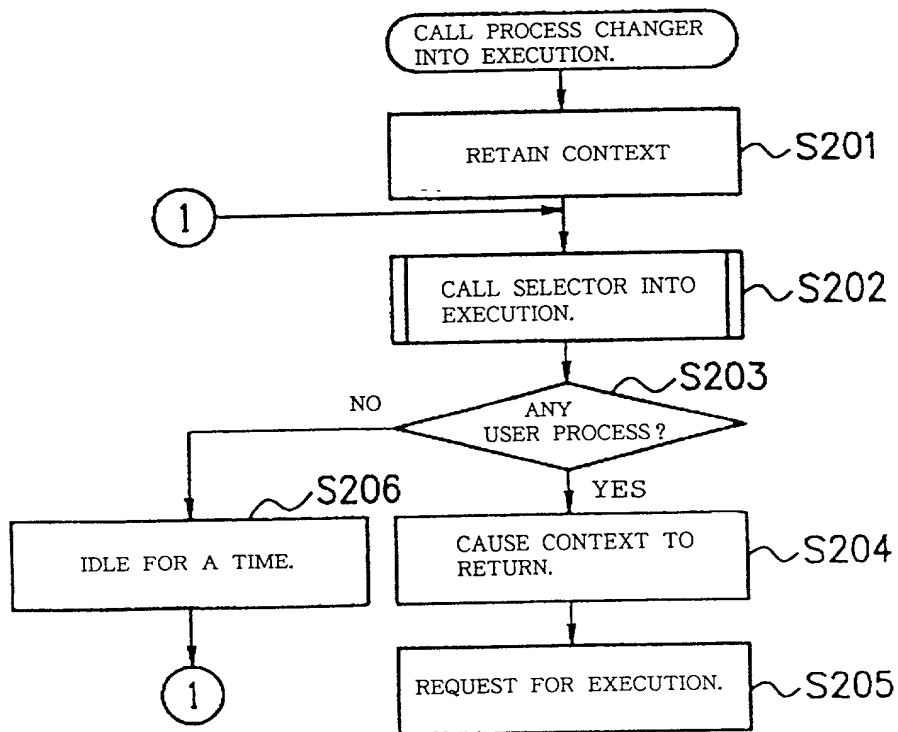 CALL PROCESS CHANGER
INTO EXECUTION.
RETAIN CONTEXT
S201
1
CALL SELECTOR INTO
EXECUTION.
S202
S203
NO
ANY
USER PROCESS?
YES
S206
IDLE FOR A TIME.
CAUSE CONTEXT TO
RETURN.
S204
1
REQUEST FOR EXECUTION.
S205